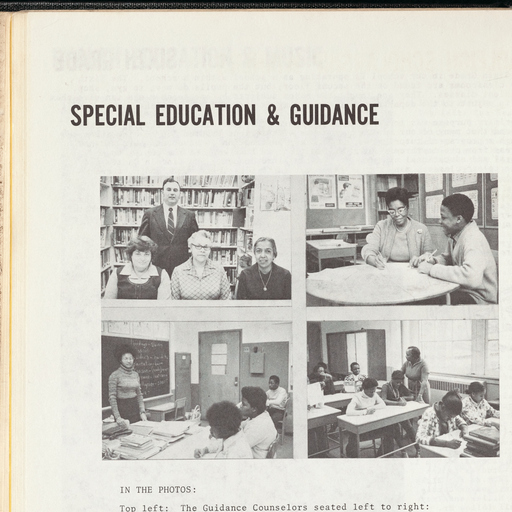 SPECIAL EDUCATION & GUIDANCE
IN THE PHOTOS:
Top left: The Guidance Counselors seated left to right: